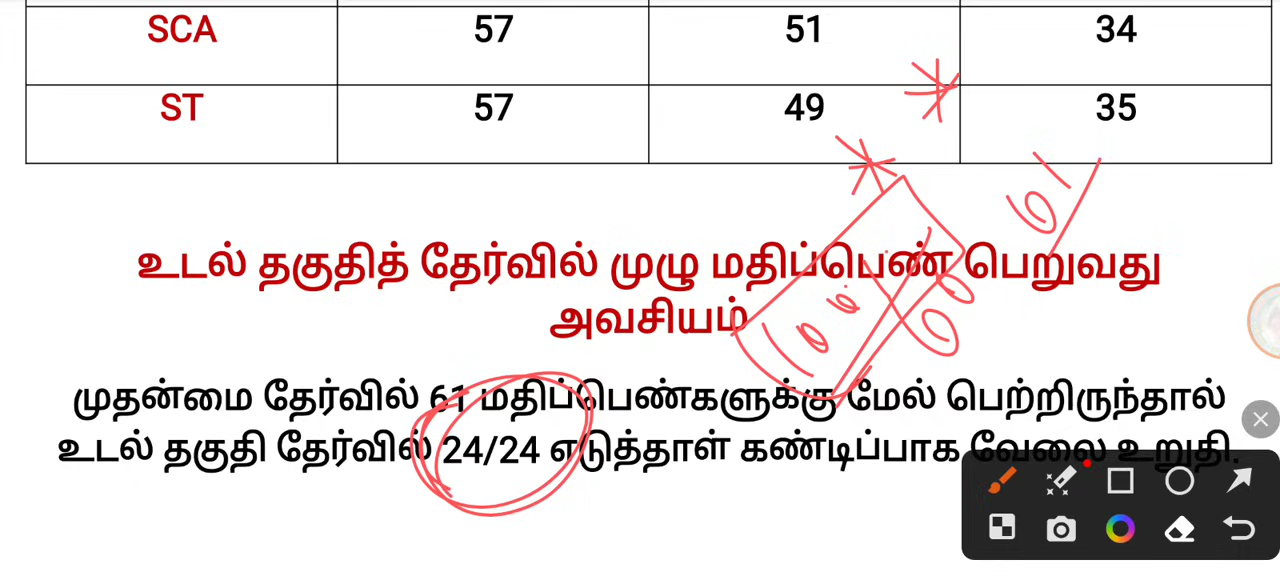 SCA 57 51 34
ST 57 49 35
61
உடல் தகுதித் தேர்வில் முழு மதிப்பெண் பெறுவது
அவசியம்
முதன்மை தேர்வில் 61 மதிப்பெண்களுக்கு மேல் பெற்றிருந்தால்
உடல் தகுதி தேர்வில் 24/24 எடுத்தாள் கண்டிப்பாக வேலை உறுதி.